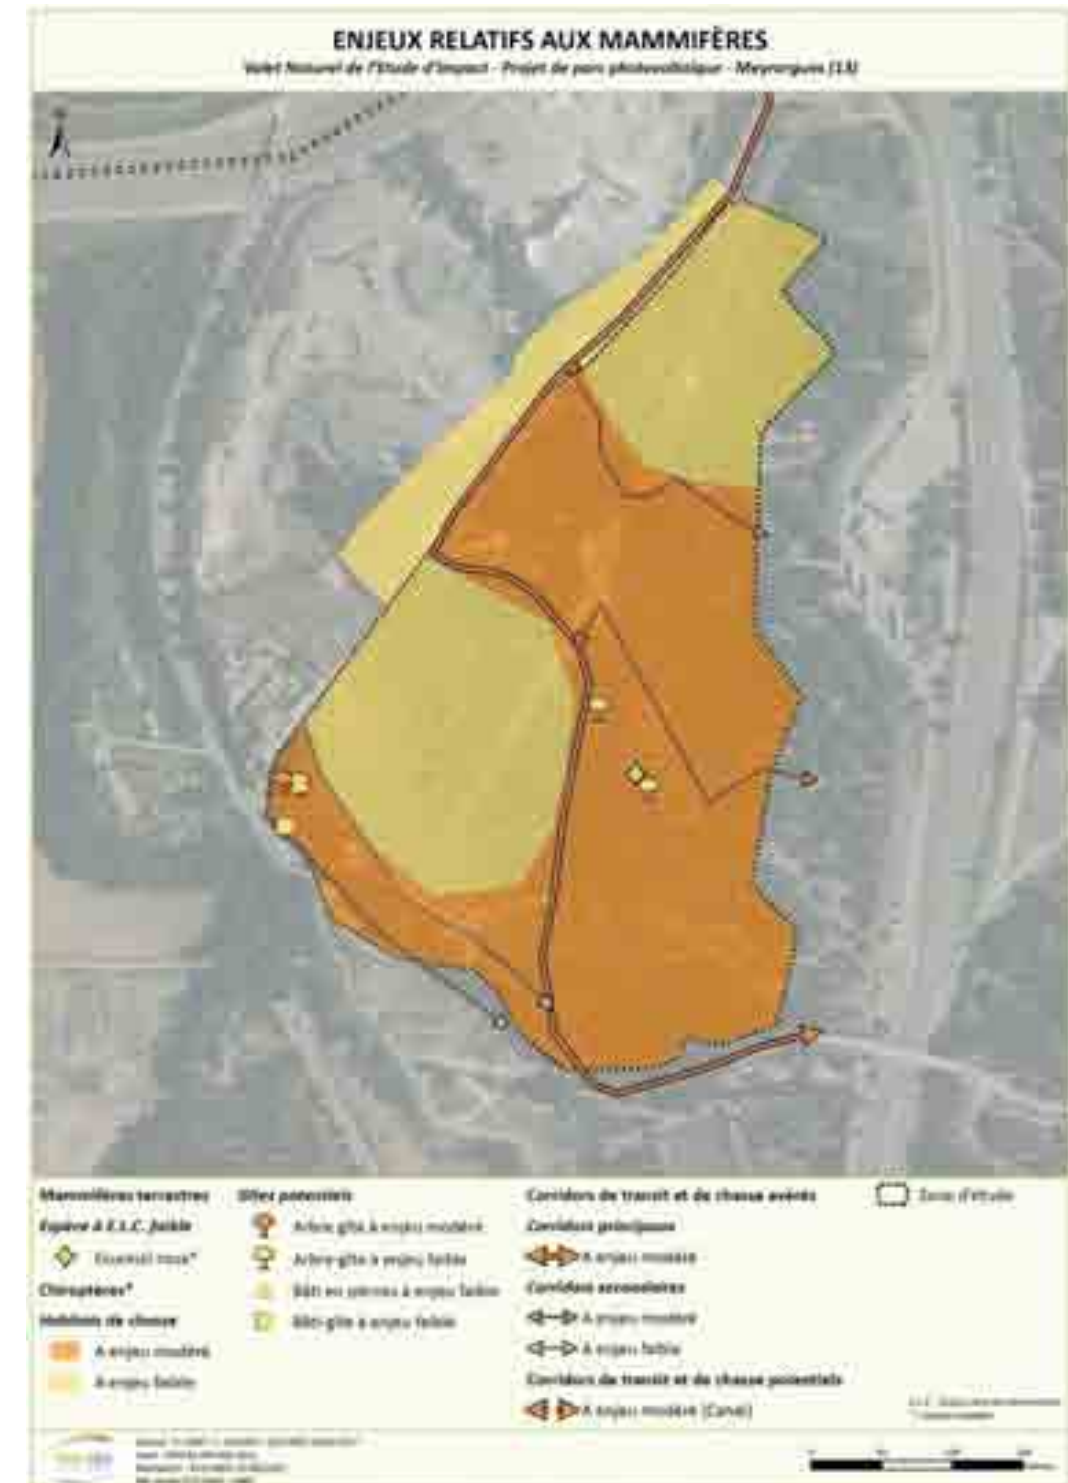 ENJEUX RELATIFS AUX MAMMIFÈRES
Volet Naturel de l'Etude d'Impact - Projet de parc photovoltaïque - Meyrargues (13)
Mammifères terrestres
Espèce à E.L.C. faible
Ecureuil roux*
Chiroptères*
Habitats de chasse
A enjeu modéré
A enjeu faible
Gîtes potentiels
Arbre gîte à enjeu modéré
Arbre-gîte à enjeu faible
Bâti en pierres à enjeu faible
Bâti-gîte à enjeu faible
Corridors de transit et de chasse avérés
Corridors principaux
A enjeu modéré
Corridors secondaires
A enjeu modéré
A enjeu faible
Corridors de transit et de chasse potentiels
A enjeu modéré (Canal)
Zone d'étude